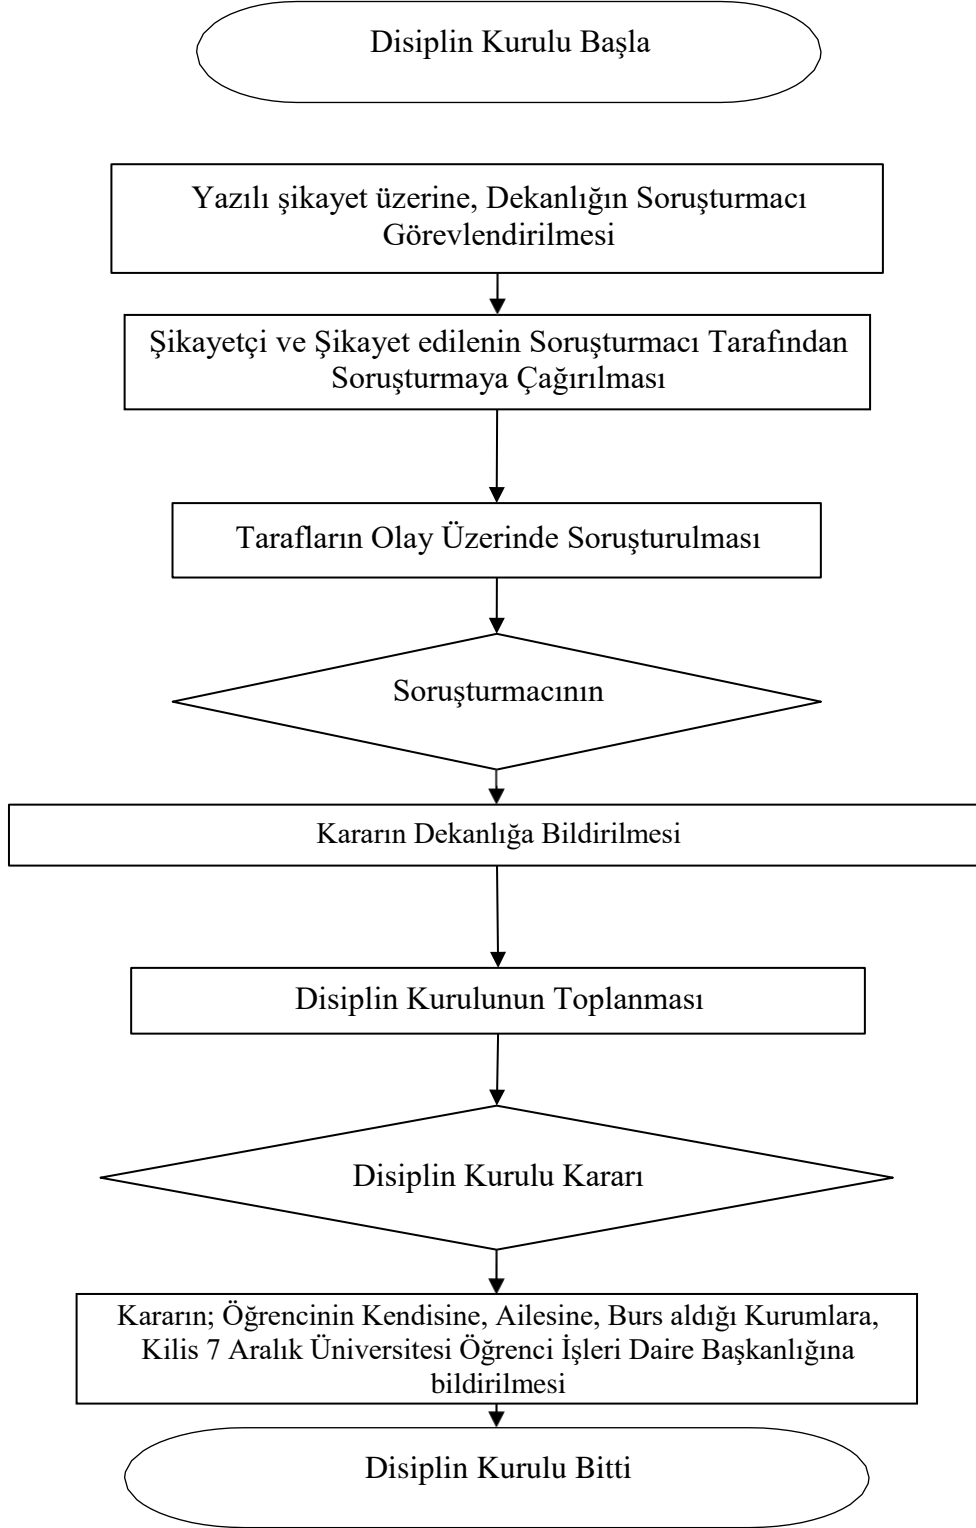 Disiplin Kurulu Başla
Yazılı şikayet üzerine, Dekanlığın Soruşturmacı
Görevlendirilmesi
Şikayetçi ve Şikayet edilenin Soruşturmacı Tarafından
Soruşturmaya Çağırılması
Tarafların Olay Üzerinde Soruşturulması
Soruşturmacının
Kararın Dekanlığa Bildirilmesi
Disiplin Kurulunun Toplanması
Disiplin Kurulu Kararı
Kararın; Öğrencinin Kendisine, Ailesine, Burs aldığı Kurumlara,
Kilis 7 Aralık Üniversitesi Öğrenci İşleri Daire Başkanlığına
bildirilmesi
Disiplin Kurulu Bitti